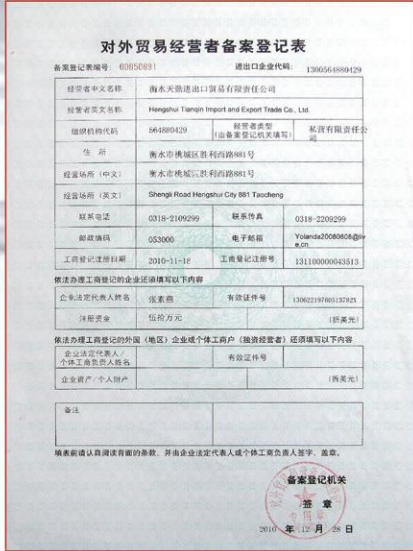 对外贸易经营者备案登记表
备案登记表编号： 60850891 进出口企业代码： 1300564880429
经营者中文名称 衡水天勤进出口贸易有限责任公司
经营者英文名称 Hengshui Tianqin Import and Export Trade Co., Ltd.
组织机构代码 564880429 经营者类型（由备案登记机关填写） 私营有限责任公司
住 所 衡水市桃城区胜利西路881号
经营场所（中文） 衡水市桃城区胜利西路881号
经营场所（英文） Shengli Road Hengshui City 881 Taocheng
联系电话 0318-2109299 联系传真 0318-2209299
邮政编码 053000 电子邮箱 Yolanda20080808@live.cn
工商登记注册日期 2010-11-18 工商登记注册号 131100000043513
依法办理工商登记的企业还须填写以下内容
企业法定代表人姓名 张素燕 有效证件号
注册资金 伍拾万元 （折美元）
依法办理工商登记的外国（地区）企业或个体工商户（独资经营者）还须填写以下内容
企业法定代表人/个体工商负责人姓名 有效证件号
企业资产/个人财产 （折美元）
备注
填表前请认真阅读背面的条款，并由企业法定代表人或个体工商负责人签字、盖章。
备案登记机关
签 章
2010 年 12 月 28 日